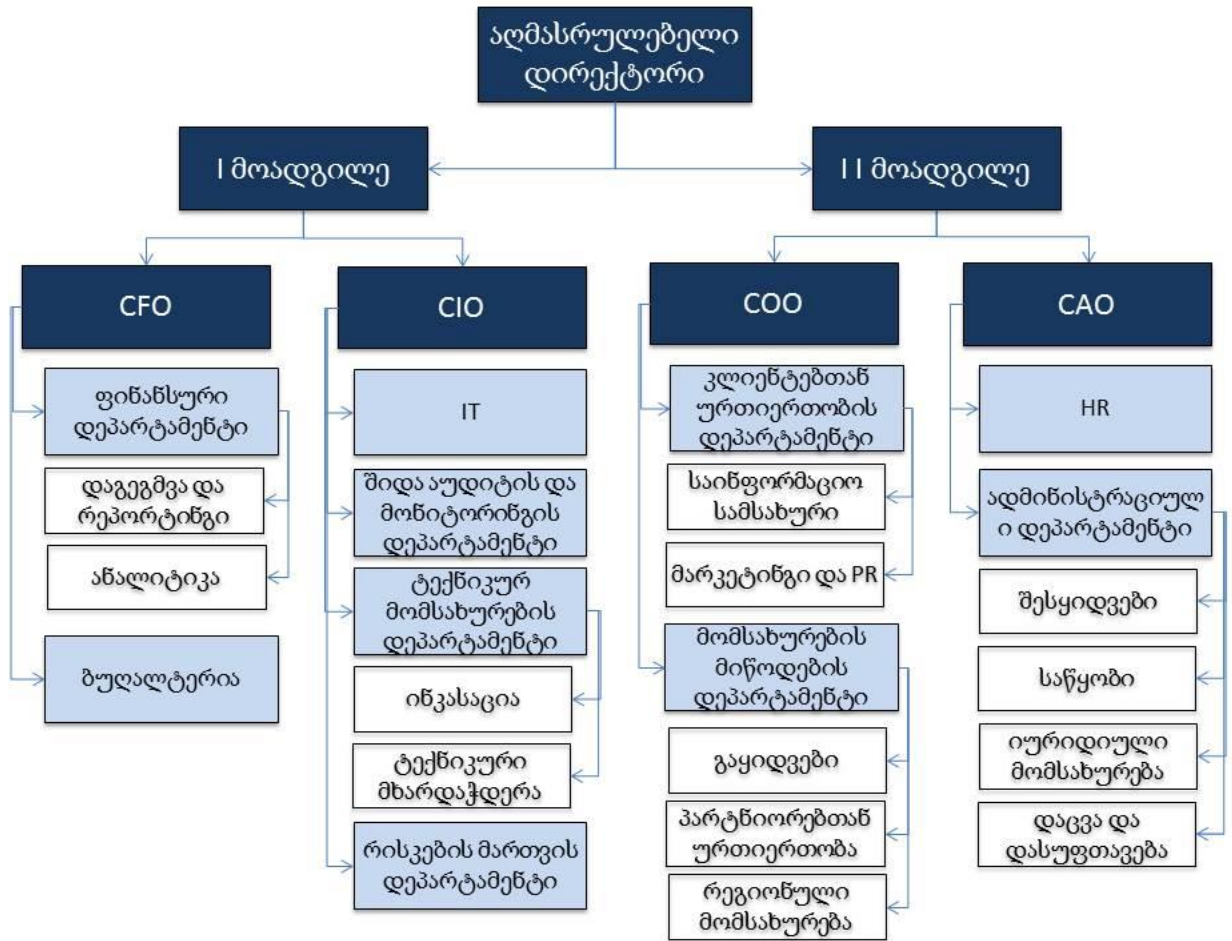 აღმასრულებელი
დირექტორი
I მოადგილე
I I მოადგილე
CFO
CIO
COO
CAO
ფინანსური
დეპარტამენტი
დაგეგმვა და
რეპორტინგი
ანალიტიკა
ბუღალტერია
IT
შიდა აუდიტის და
მონიტორინგის
დეპარტამენტი
ტექნიკურ
მომსახურების
დეპარტამენტი
ინკასაცია
ტექნიკური
მხარდაჭდერა
რისკების მართვის
დეპარტამენტი
კლიენტებთან
ურთიერთობის
დეპარტამენტი
საინფორმაციო
სამსახური
მარკეტინგი და PR
მომსახურების
მიწოდების
დეპარტამენტი
გაყიდვები
პარტნიორებთან
ურთიერთობა
რეგიონული
მომსახურება
HR
ადმინისტრაციულ
ი დეპარტამენტი
შესყიდვები
საწყობი
იურიდიული
მომსახურება
დაცვა და
დასუფთავება